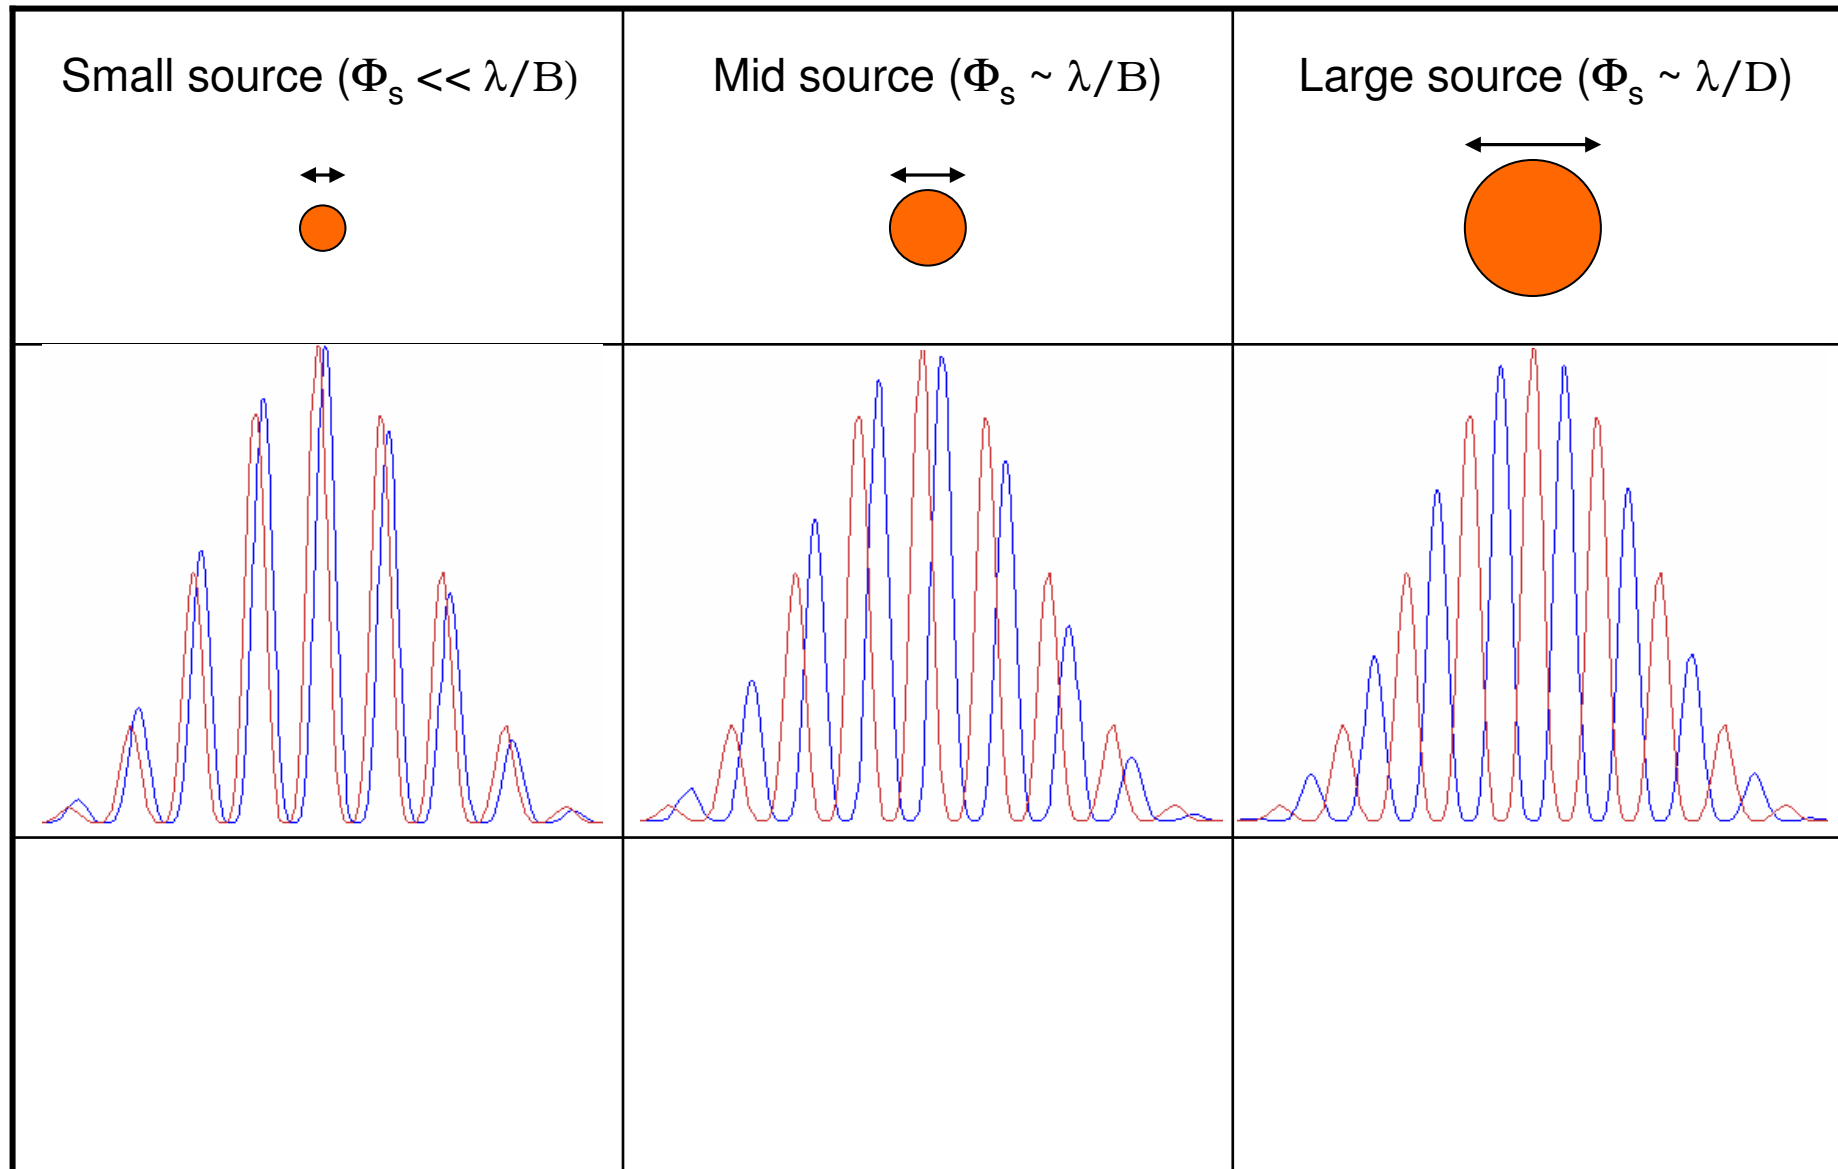 Small source (Φs << λ/B)
Mid source (Φs ~ λ/B)
Large source (Φs ~ λ/D)